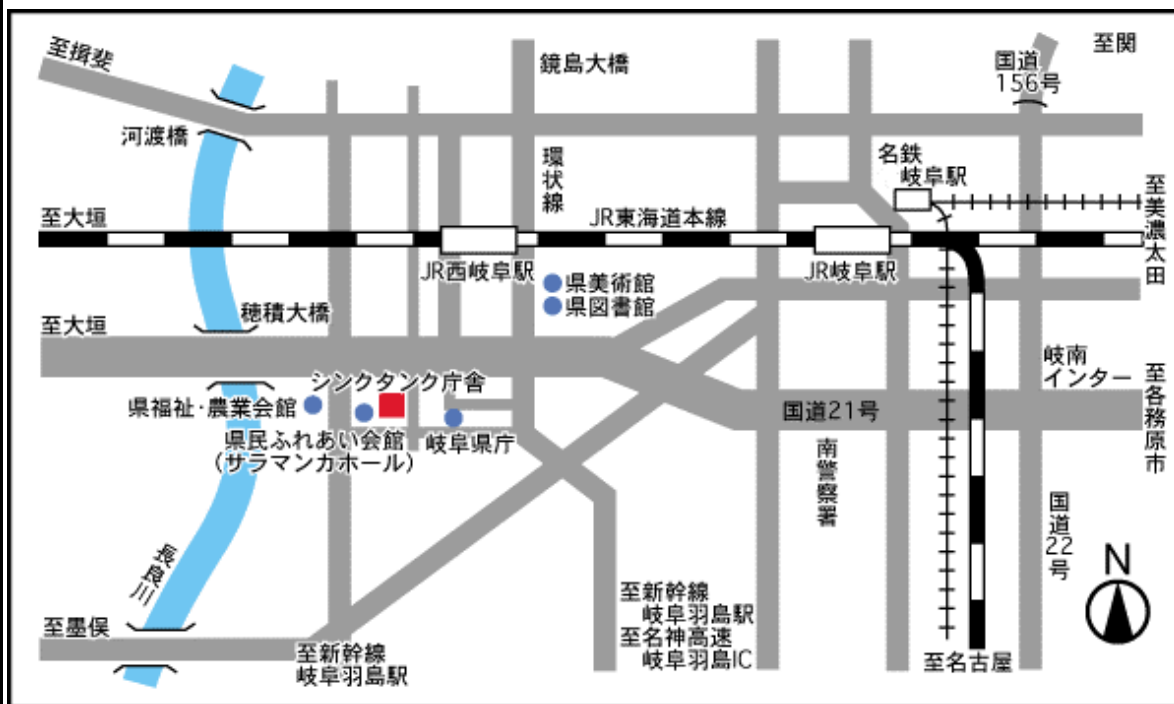 至揖斐
鏡島大橋
国道
156号
至関
河渡橋
環状線
名鉄
岐阜駅
至美濃太田
至大垣
JR東海道本線
JR西岐阜駅
JR岐阜駅
県美術館
県図書館
穂積大橋
至大垣
岐南
インター
シンクタンク庁舎
県福祉・農業会館
国道21号
至各務原市
県民ふれあい会館
(サラマンカホール)
岐阜県庁
南警察署
国道22号
長良川
N
至新幹線
岐阜羽島駅
至名神高速
岐阜羽島IC
至墨俣
至新幹線
岐阜羽島駅
至名古屋